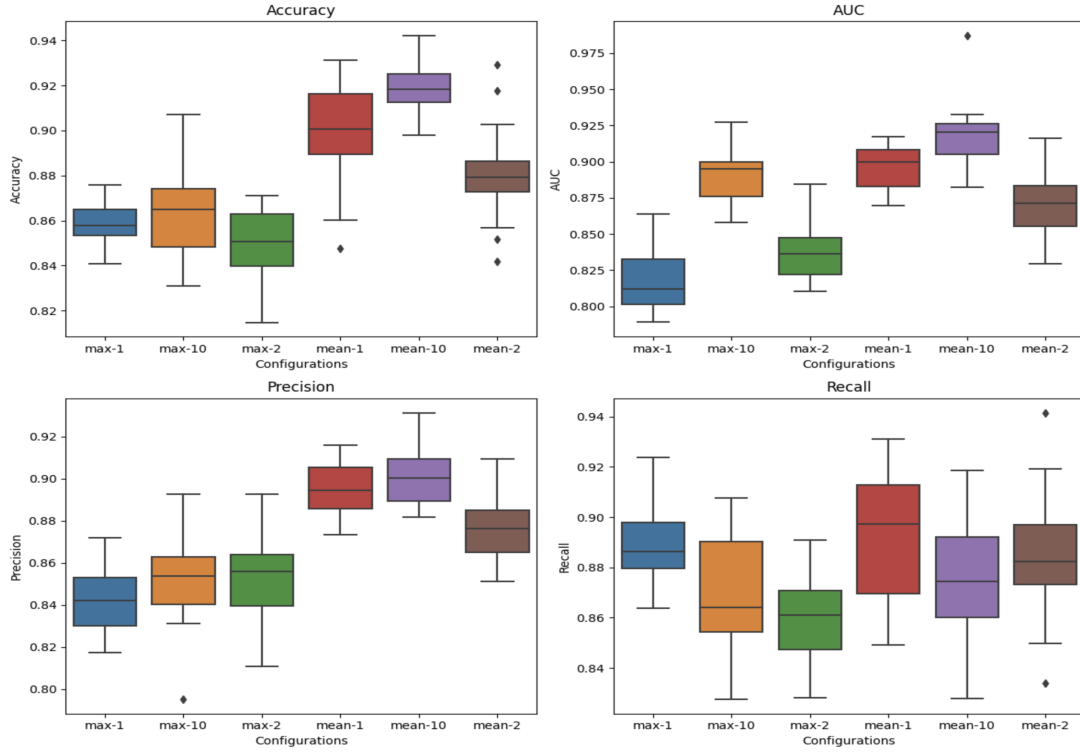 Accuracy
0.94
0.92
0.90
0.88
0.86
0.84
0.82
Accuracy
max-1 max-10 max-2 mean-1 mean-10 mean-2
Configurations
AUC
0.975
0.950
0.925
0.900
0.875
0.850
0.825
0.800
AUC
max-1 max-10 max-2 mean-1 mean-10 mean-2
Configurations
Precision
0.92
0.90
0.88
0.86
0.84
0.82
0.80
Precision
max-1 max-10 max-2 mean-1 mean-10 mean-2
Configurations
Recall
0.94
0.92
0.90
0.88
0.86
0.84
Recall
max-1 max-10 max-2 mean-1 mean-10 mean-2
Configurations